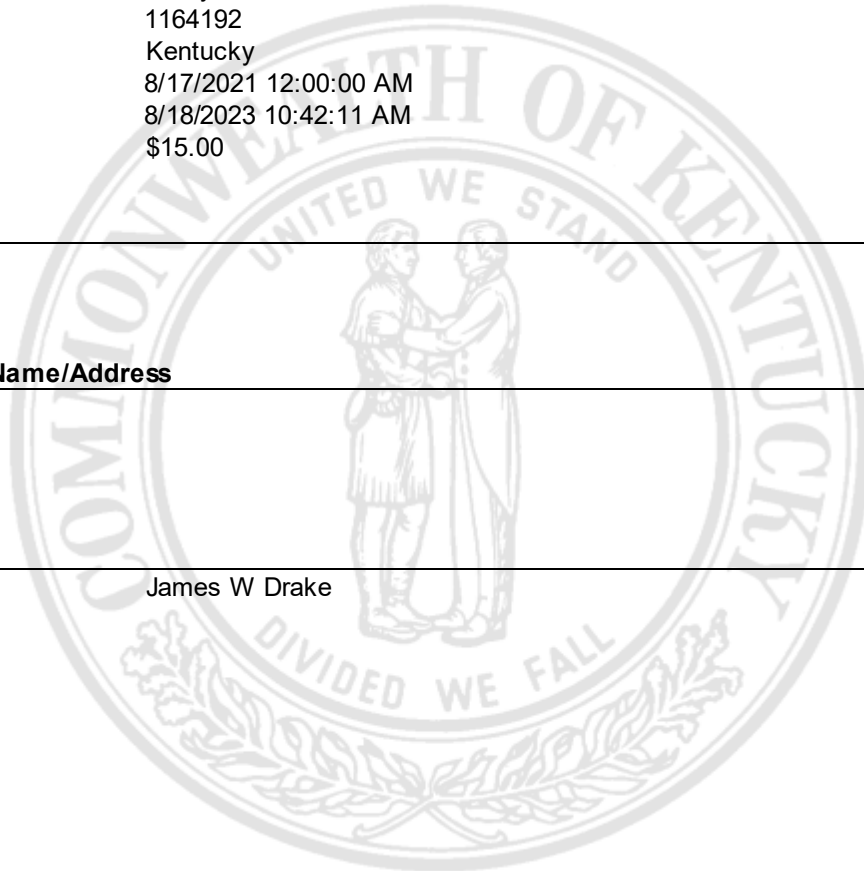 1164192
Kentucky
8/17/2021 12:00:00 AM
8/18/2023 10:42:11 AM
$15.00
COMMONWEALTH OF KENTUCKY
UNITED WE STAND
Name/Address
James W Drake
DIVIDED WE FALL